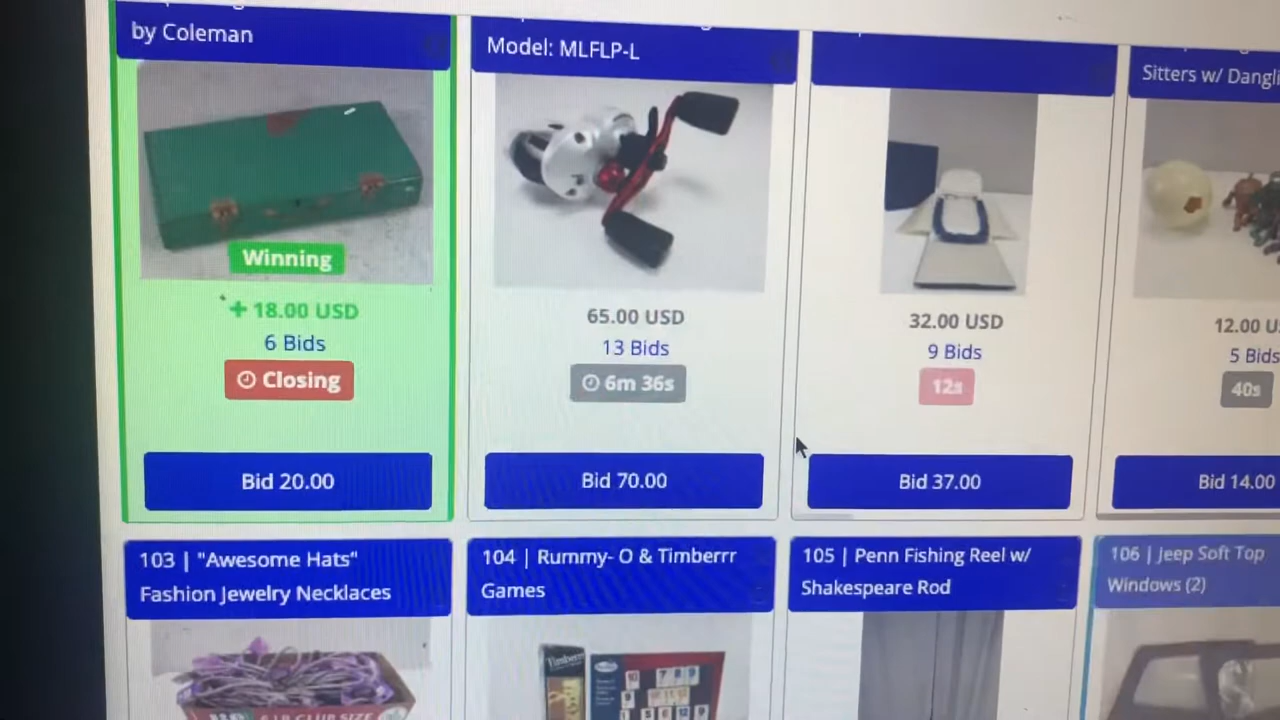 by Coleman
Model: MLFLP-L
Sitters w/ Dangli
Winning
+ 18.00 USD
6 Bids
Closing
Bid 20.00
65.00 USD
13 Bids
6m 36s
Bid 70.00
32.00 USD
9 Bids
12s
Bid 37.00
12.00 U
5 Bids
40s
Bid 14.00
103 | "Awesome Hats"
Fashion Jewelry Necklaces
104 | Rummy- O & Timberrr
Games
105 | Penn Fishing Reel w/
Shakespeare Rod
106 | Jeep Soft Top
Windows (2)
Timberrr